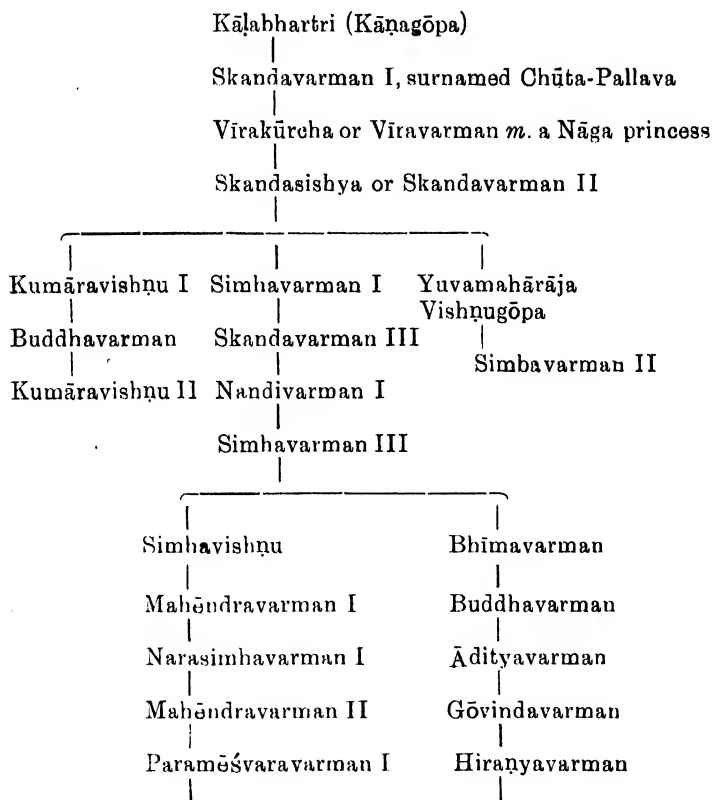 Kāḷabhartri (Kāṇagōpa)
Skandavarman I, surnamed Chūta-Pallava
Vīrakūrcha or Vīravarman m. a Nāga princess
Skandasishya or Skandavarman II
Kumāravishṇu I Simhavarman I Yuvamahārāja
Vishṇugōpa
Buddhavarman Skandavarman III
Simhavarman II
Kumāravishṇu II Nandivarman I
Simhavarman III
Simhavishṇu Bhīmavarman
Mahēndravarman I Buddhavarman
Narasimhavarman I Ādityavarman
Mahēndravarman II Gōvindavarman
Paramēśvaravarman I Hiraṇyavarman